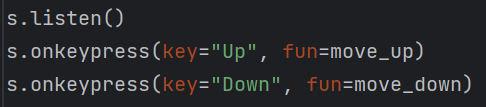 s.listen()
s.onkeypress(key="Up", fun=move_up)
s.onkeypress(key="Down", fun=move_down)